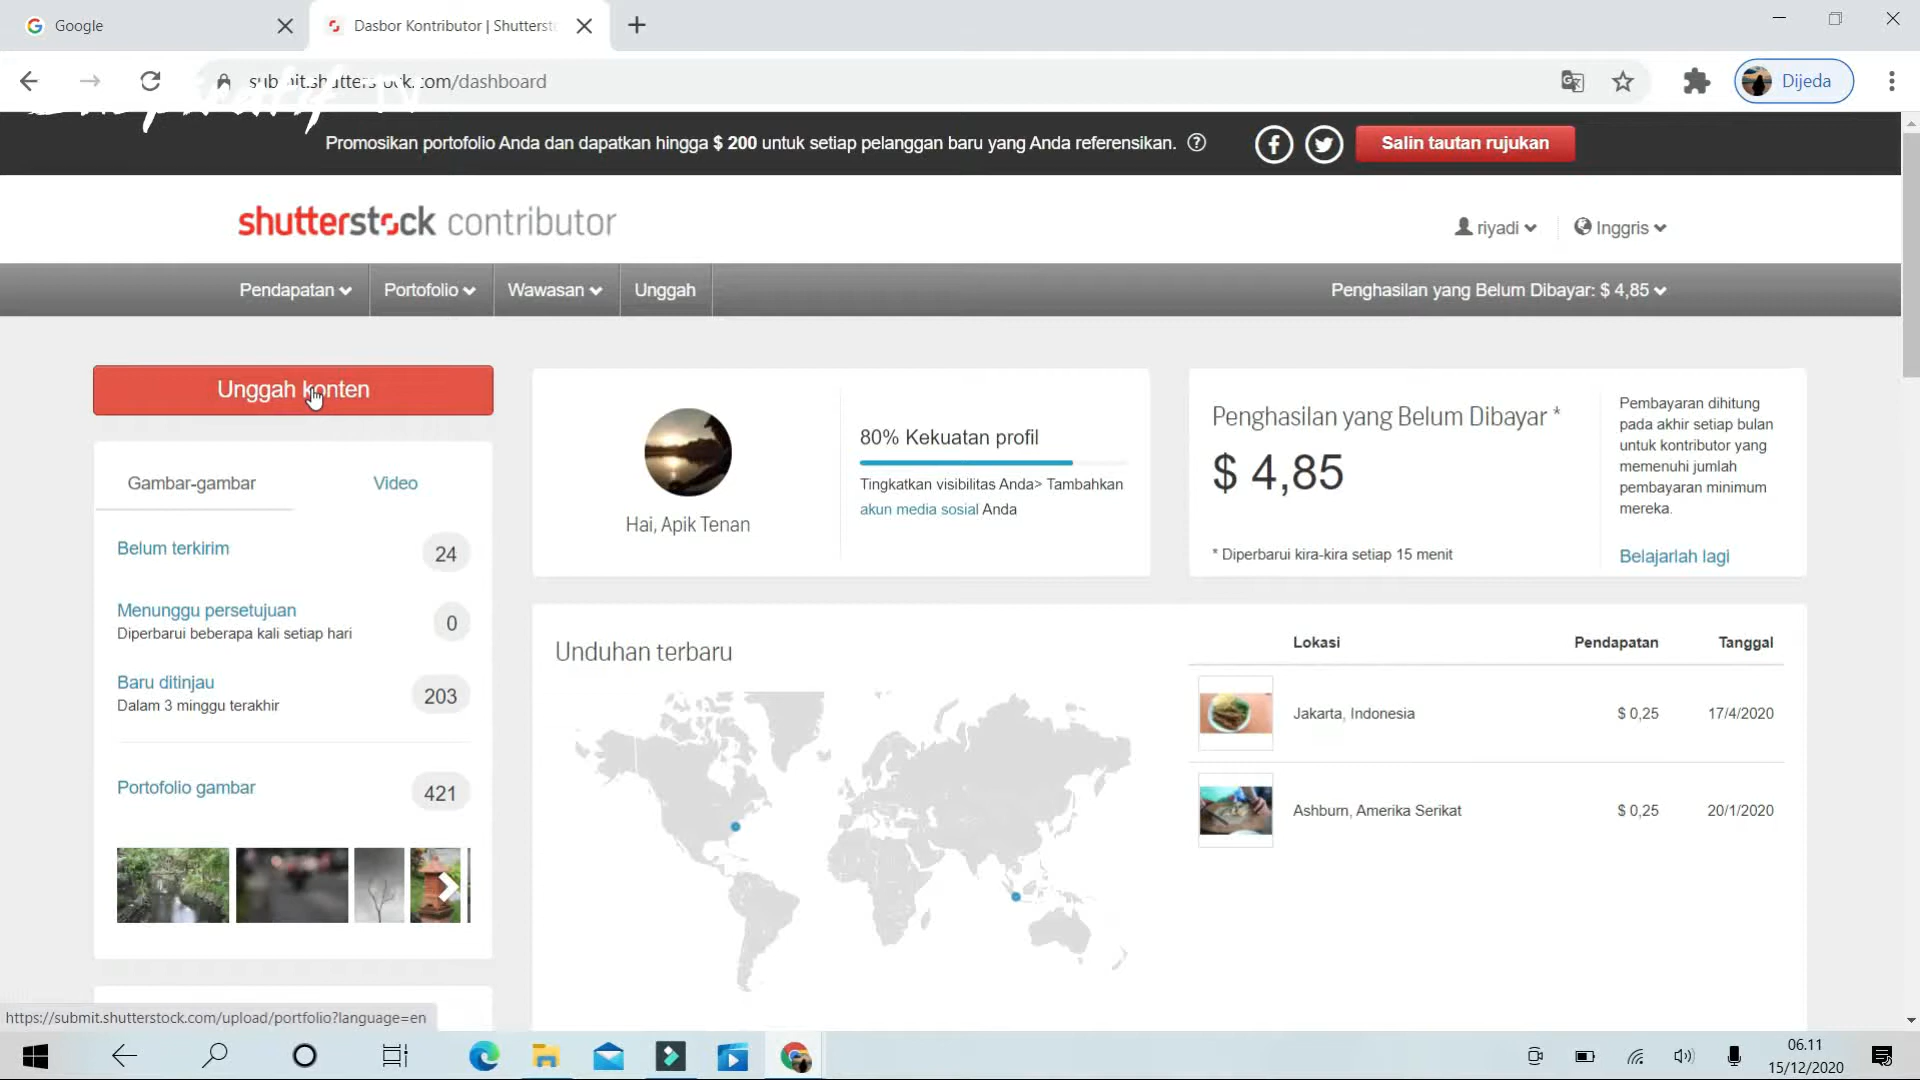 Google
Dasbor Kontributor | Shutterst
submit.shutterstock.com/dashboard
Dijeda
Promosikan portofolio Anda dan dapatkan hingga $ 200 untuk setiap pelanggan baru yang Anda referensikan.
Salin tautan rujukan
shutterstock contributor
riyadi
Inggris
Pendapatan
Portofolio
Wawasan
Unggah
Penghasilan yang Belum Dibayar: $ 4,85
Unggah konten
Gambar-gambar
Video
Belum terkirim
24
Menunggu persetujuan
0
Diperbarui beberapa kali setiap hari
Baru ditinjau
203
Dalam 3 minggu terakhir
Portofolio gambar
421
Hai, Apik Tenan
80% Kekuatan profil
Tingkatkan visibilitas Anda> Tambahkan
akun media sosial Anda
Penghasilan yang Belum Dibayar *
$ 4,85
* Diperbarui kira-kira setiap 15 menit
Pembayaran dihitung
pada akhir setiap bulan
untuk kontributor yang
memenuhi jumlah
pembayaran minimum
mereka.
Belajarlah lagi
Unduhan terbaru
Lokasi Pendapatan Tanggal
Jakarta, Indonesia $ 0,25 17/4/2020
Ashburn, Amerika Serikat $ 0,25 20/1/2020
https://submit.shutterstock.com/upload/portfolio?language=en
06.11
15/12/2020